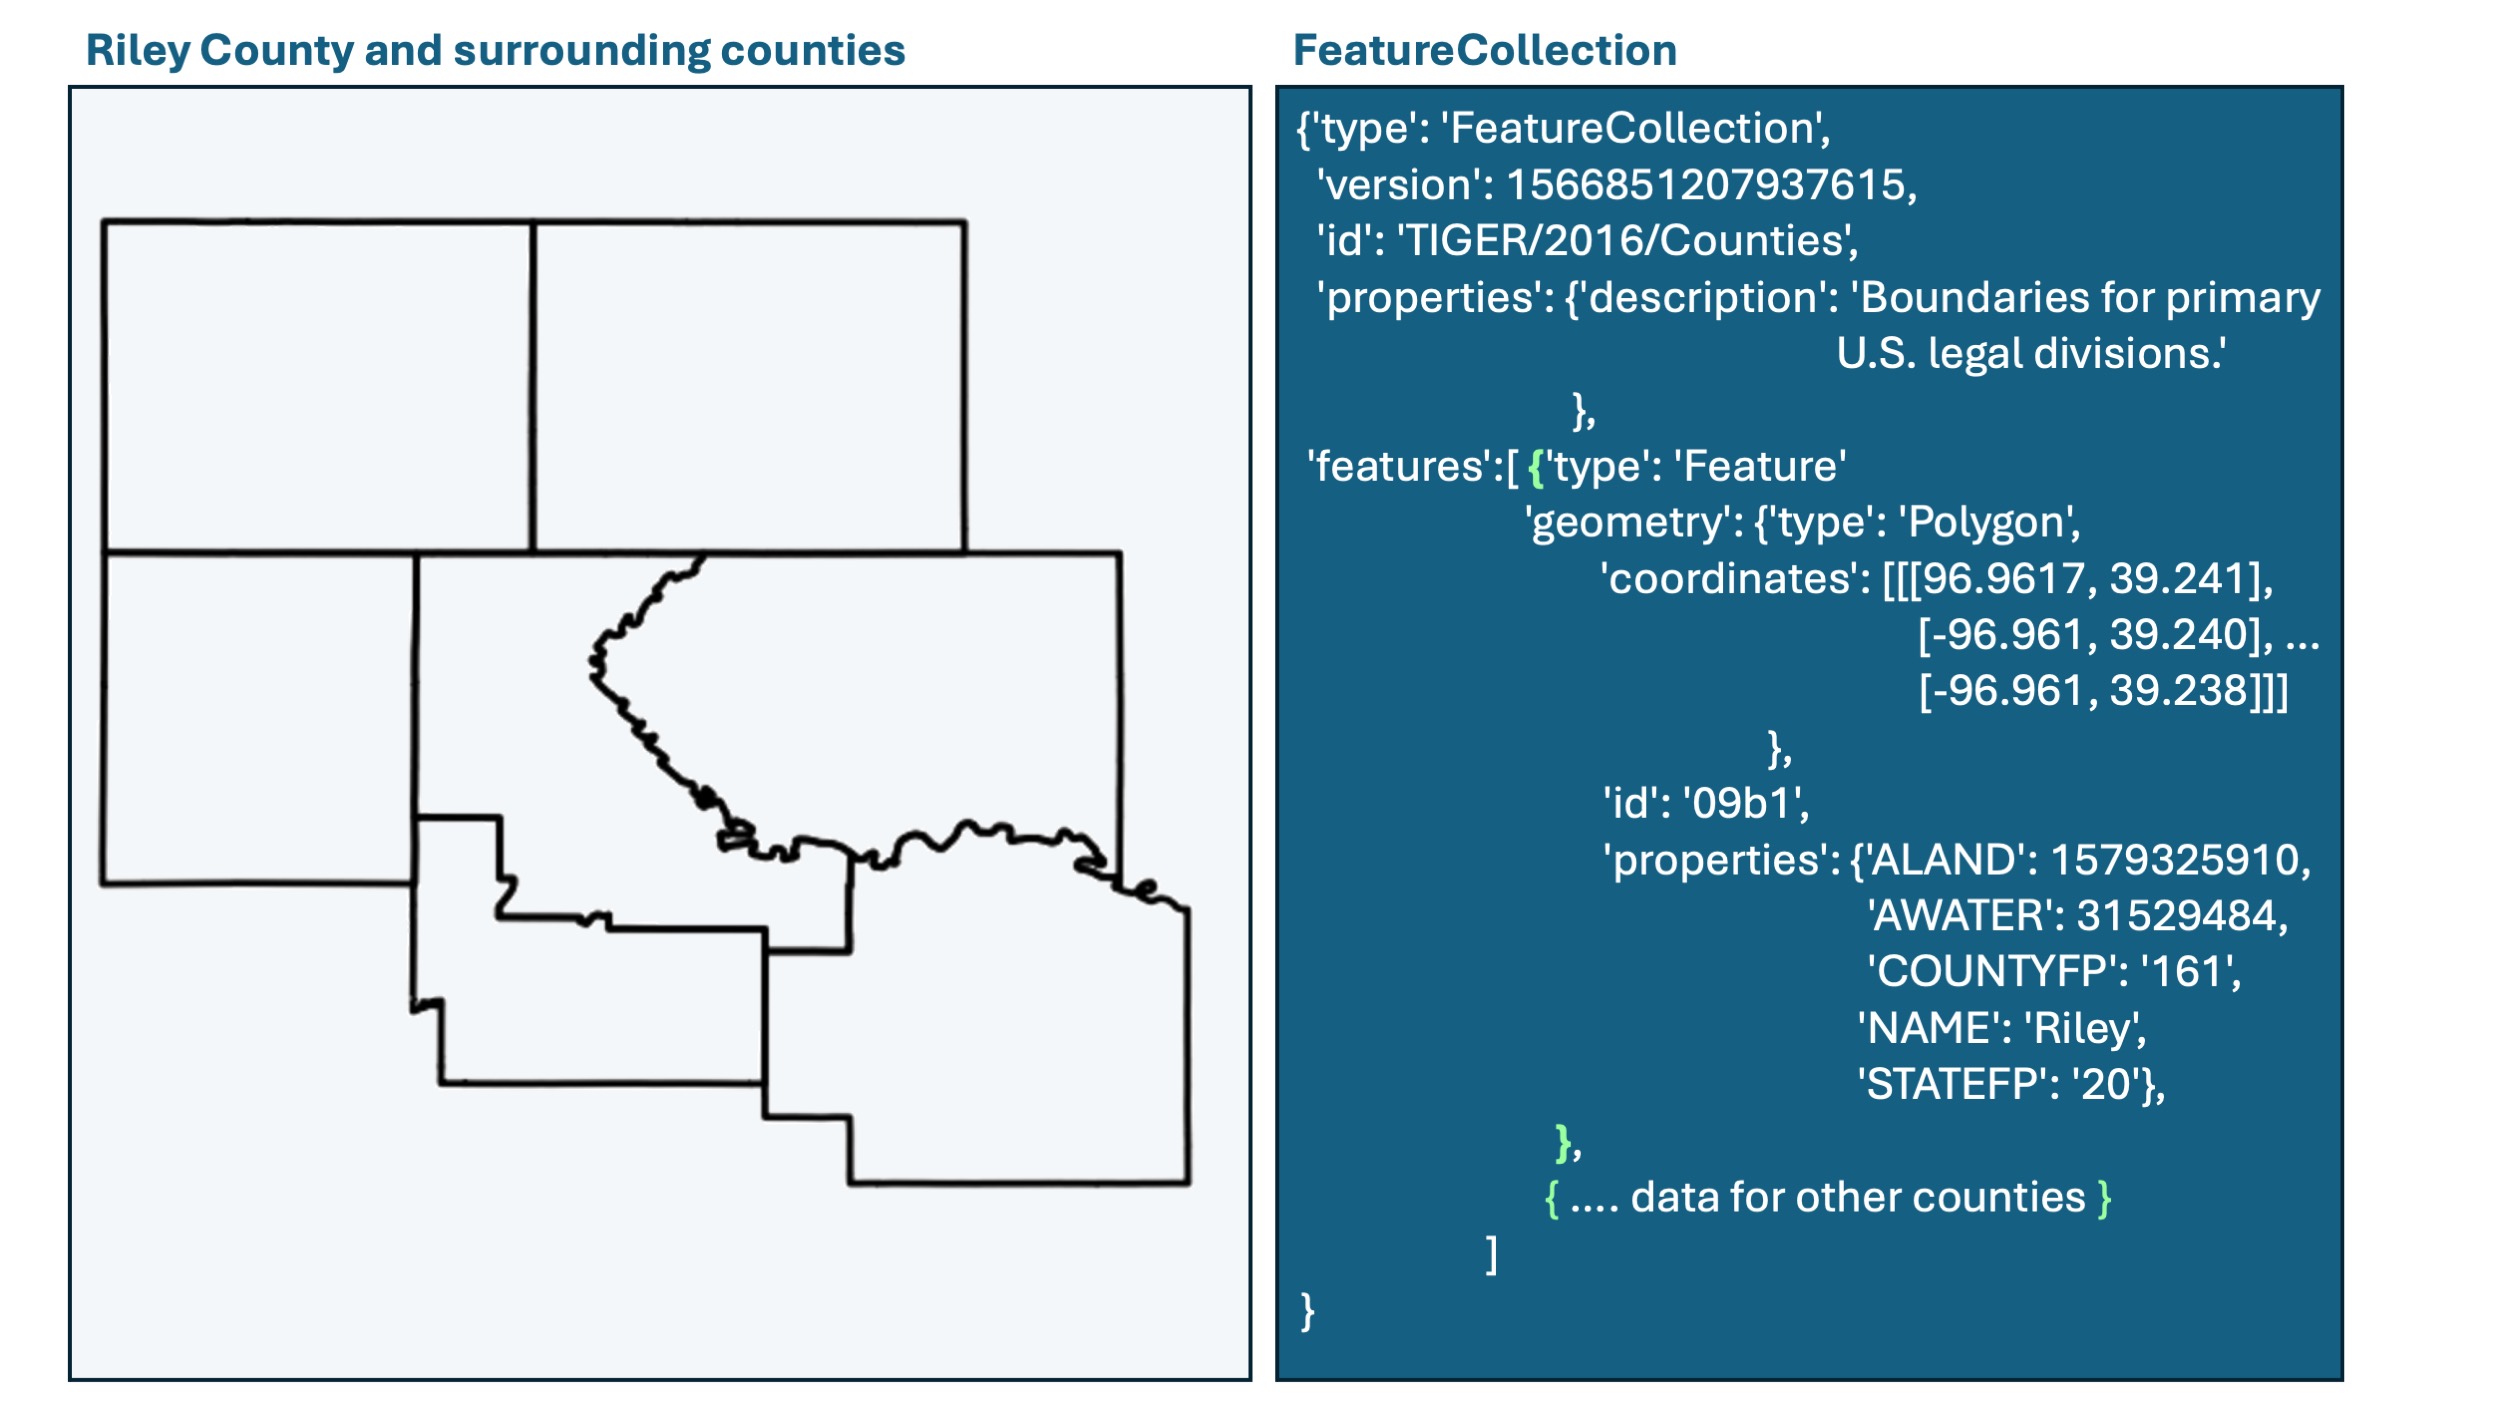 Riley County and surrounding counties
FeatureCollection
{'type': 'FeatureCollection',
'version': 1566851207937615,
'id': 'TIGER/2016/Counties',
'properties': {'description': 'Boundaries for primary
U.S. legal divisions.'
},
'features':[ {'type': 'Feature'
'geometry': {'type': 'Polygon',
'coordinates': [[[96.9617, 39.241],
[-96.961, 39.240], ...
[-96.961, 39.238]]]
},
'id': '09b1',
'properties': {'ALAND': 1579325910,
'AWATER': 31529484,
'COUNTYFP': '161',
'NAME': 'Riley',
'STATEFP': '20'},
},
{ .... data for other counties }
]
}